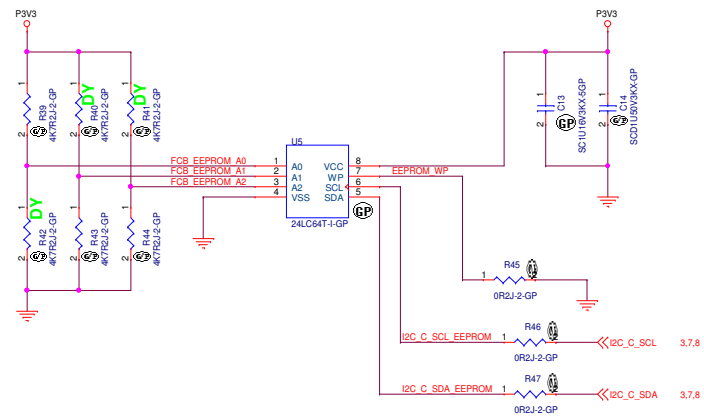 P3V3
P3V3
1
R39
2
4K7R2J-2-GP
DY
1
R40
2
4K7R2J-2-GP
DY
1
R41
2
4K7R2J-2-GP
1
C13
2
GP
SC1U16V3KX-5GP
1
C14
2
SCD1U50V3KX-GP
U5
FCB_EEPROM_A0 1 A0 VCC 8
FCB_EEPROM_A1 2 A1 WP 7 EEPROM_WP
FCB_EEPROM_A2 3 A2 SCL 6
4 VSS SDA 5
GP
24LC64T-I-GP
DY
1
R42
2
4K7R2J-2-GP
1
R43
2
4K7R2J-2-GP
1
R44
2
4K7R2J-2-GP
R45
1 2
0R2J-2-GP
R46
I2C_C_SCL_EEPROM 1 2 I2C_C_SCL 3,7,8
0R2J-2-GP
R47
I2C_C_SDA_EEPROM 1 2 I2C_C_SDA 3,7,8
0R2J-2-GP